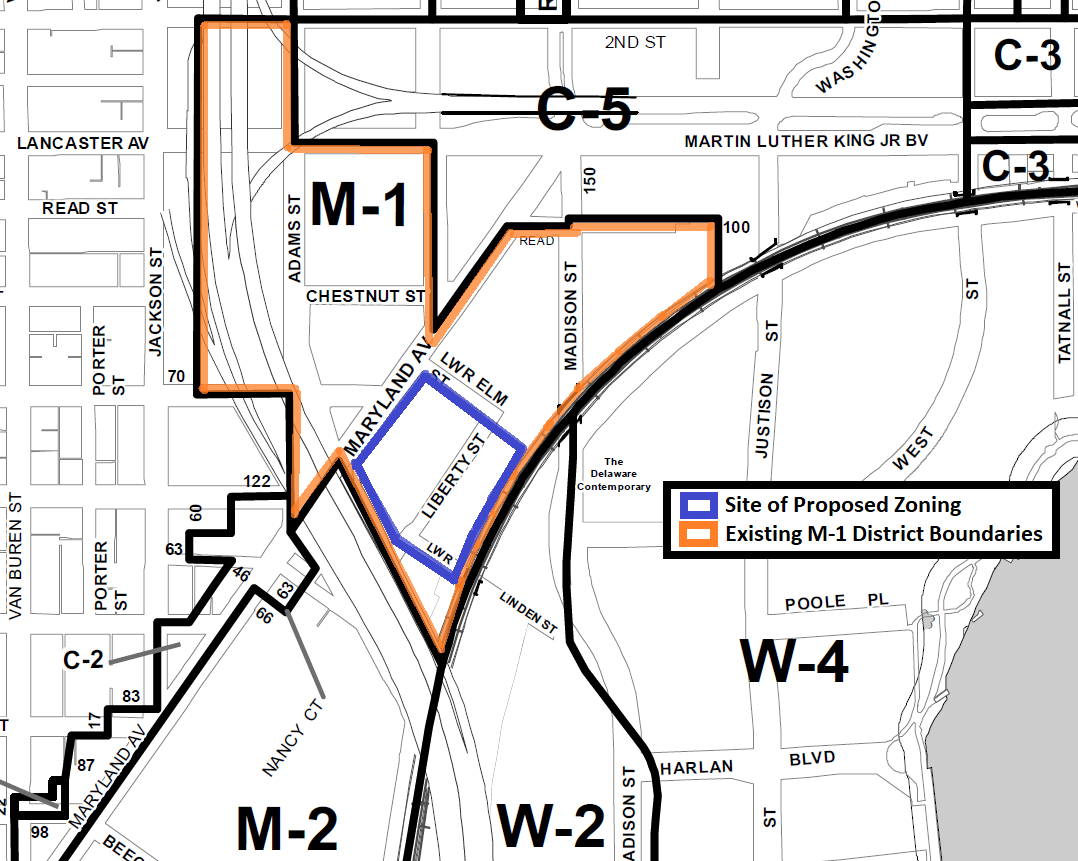 R
2ND ST
WASHINGTO
C-3
C-5
LANCASTER AV
MARTIN LUTHER KING JR BV
C-3
150
M-1
READ ST
ADAMS ST
100
READ
JACKSON ST
CHESTNUT ST
MADISON ST
ST
TATNALL ST
PORTER
ST
ST
70
MARYLAND AV
LWR ELM
ST
JUSTISON
LIBERTY ST
WEST
The
Delaware
Contemporary
122
60
Site of Proposed Zoning
Existing M-1 District Boundaries
VAN BUREN ST
63
LWR
46
PORTER
ST
63
66
LINDEN ST
POOLE PL
C-2
W-4
83
17
NANCY CT
87
MARYLAND AV
HARLAN BLVD
98
M-2
W-2
ADISON ST
ST
BEEC